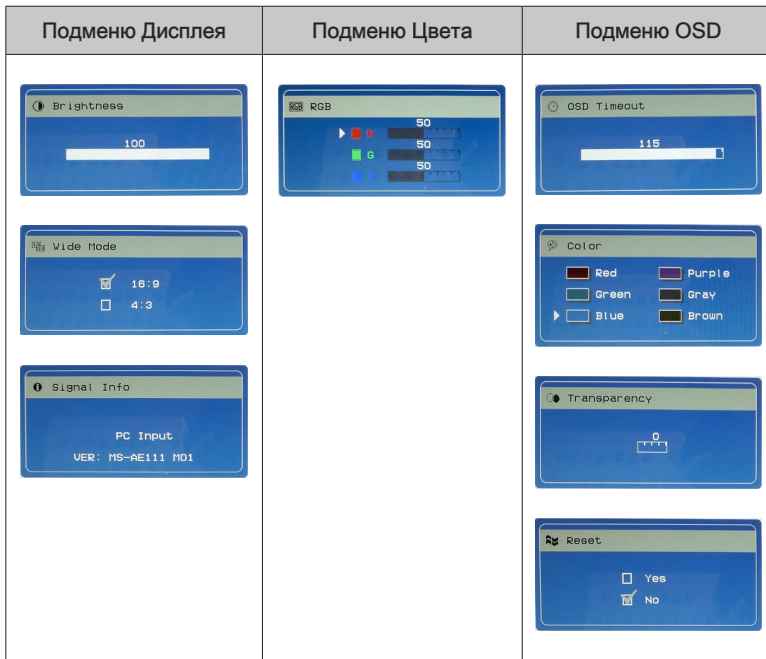 Подменю Дисплея
Подменю Цвета
Подменю OSD
Brightness
100
Wide Mode
16:9
4:3
Signal Info
PC Input
VER: MS-AE111 M01
RGB
RGB
50
R
50
G
50
OSD Timeout
115
Color
Red
Purple
Green
Gray
Blue
Brown
Transparency
0
Reset
Yes
No